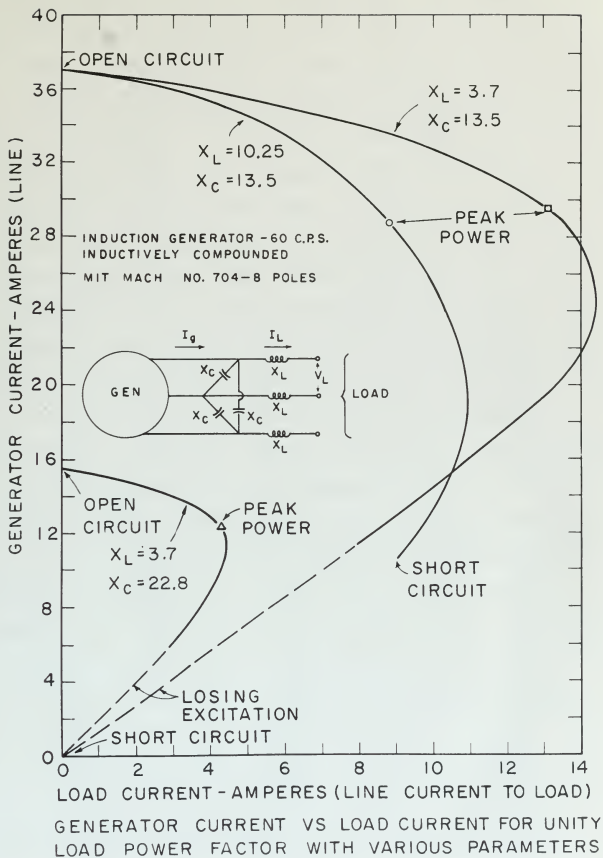 40
36
32
28
24
20
16
12
8
4
0
GENERATOR CURRENT-AMPERES (LINE)
OPEN CIRCUIT
X_L = 3.7
X_C = 13.5
X_L = 10.25
X_C = 13.5
PEAK
POWER
INDUCTION GENERATOR -60 C.P.S.
INDUCTIVELY COMPOUNDED
MIT MACH NO. 704-8 POLES
I_g
I_L
GEN
X_C
X_C
X_C
X_L
X_L
X_L
V_L
LOAD
OPEN
CIRCUIT
X_L = 3.7
X_C = 22.8
PEAK
POWER
SHORT
CIRCUIT
LOSING
EXCITATION
SHORT CIRCUIT
0 2 4 6 8 10 12 14
LOAD CURRENT-AMPERES (LINE CURRENT TO LOAD)
GENERATOR CURRENT VS LOAD CURRENT FOR UNITY
LOAD POWER FACTOR WITH VARIOUS PARAMETERS